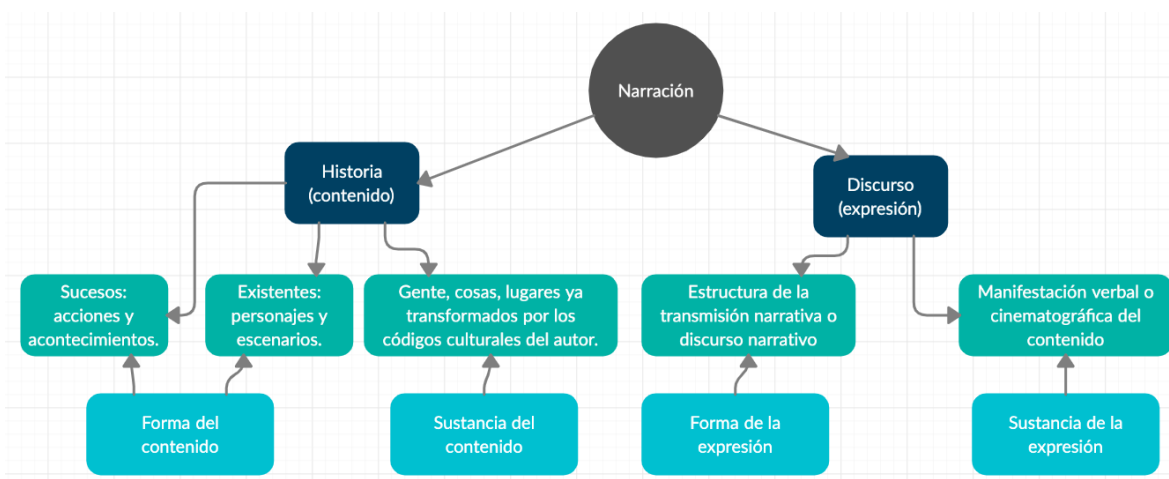 Narración
Historia
(contenido)
Discurso
(expresión)
Sucesos:
acciones y
acontecimientos.
Existentes:
personajes y
escenarios.
Gente, cosas, lugares ya
transformados por los
códigos culturales del autor.
Estructura de la
transmisión narrativa o
discurso narrativo
Manifestación verbal o
cinematográfica del
contenido
Forma del
contenido
Sustancia del
contenido
Forma de la
expresión
Sustancia de la
expresión